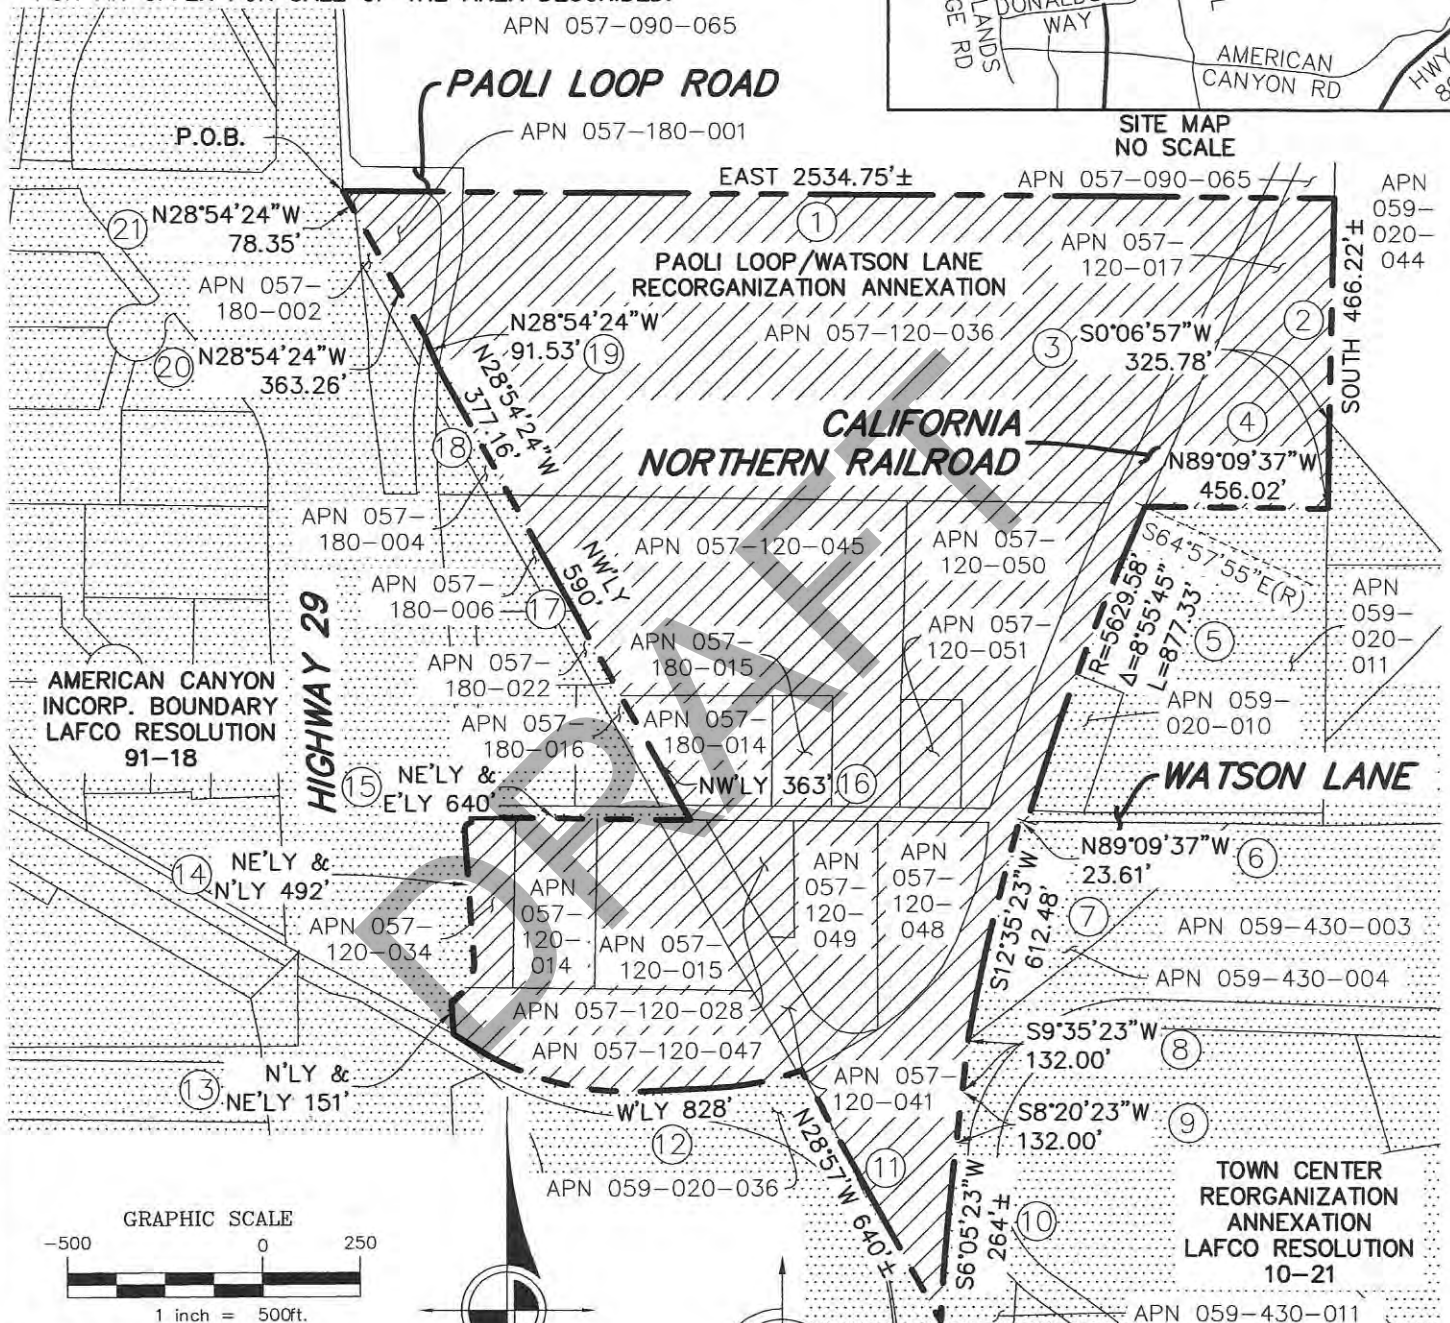 APN 057-090-065
DONALDS
WAY
LANDS
GE RD
AMERICAN
CANYON RD
HWY
SITE MAP
NO SCALE
PAOLI LOOP ROAD
APN 057-180-001
P.O.B.
EAST 2534.75'±
APN 057-090-065
APN
059-
020-
044
21
N28°54'24"W
78.35'
1
PAOLI LOOP/WATSON LANE
RECORGANIZATION ANNEXATION
APN 057-
120-017
2
SOUTH 466.22'±
APN 057-
180-002
N28°54'24"W
91.53'
19
APN 057-120-036
3
S0°06'57"W
325.78'
20
N28°54'24"W
363.26'
N28°54'24"W
377.16'
18
CALIFORNIA
NORTHERN RAILROAD
4
N89°09'37"W
456.02'
APN 057-
180-004
NW'LY
590'
APN 057-120-045
APN 057-
120-050
S64°57'55"E(R)
R=5629.58'
Δ=8°55'45"
L=877.33'
5
APN
059-
020-
011
APN 057-
180-006
17
HIGHWAY 29
APN 057-
180-015
APN 057-
120-051
APN 057-
180-022
AMERICAN CANYON
INCORP. BOUNDARY
LAFCO RESOLUTION
91-18
APN 057-
180-016
APN 057-
180-014
APN 059-
020-010
15
NE'LY &
E'LY 640'
NW'LY 363'
16
WATSON LANE
N89°09'37"W
23.61'
6
14
NE'LY &
N'LY 492'
APN 057-
120-034
APN
057-
120-
014
APN 057-
120-015
APN
057-
120-
049
APN
057-
120-
048
S12°35'23"W
612.48'
7
APN 059-430-003
APN 059-430-004
APN 057-120-028
APN 057-120-047
S9°35'23"W
132.00'
8
13
N'LY &
NE'LY 151'
APN 057-
120-041
S8°20'23"W
132.00'
9
W'LY 828'
12
N28°57'W 640'±
11
APN 059-020-036
S6°05'23"W
264'±
10
TOWN CENTER
REORGANIZATION
ANNEXATION
LAFCO RESOLUTION
10-21
APN 059-430-011
GRAPHIC SCALE
-500 0 250
1 inch = 500ft.
DRAFT